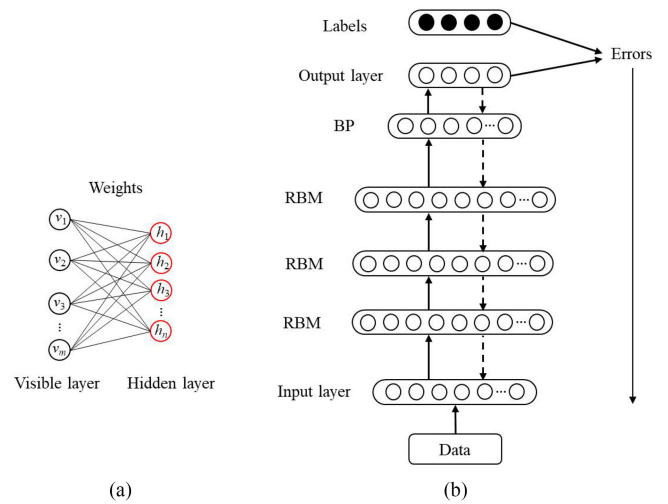 Weights
v₁
v₂
v₃
⋮
vₘ
h₁
h₂
h₃
⋮
hₙ
Visible layer
Hidden layer
(a)
Labels
Errors
Output layer
BP
...
RBM
...
RBM
...
RBM
...
Input layer
...
Data
(b)